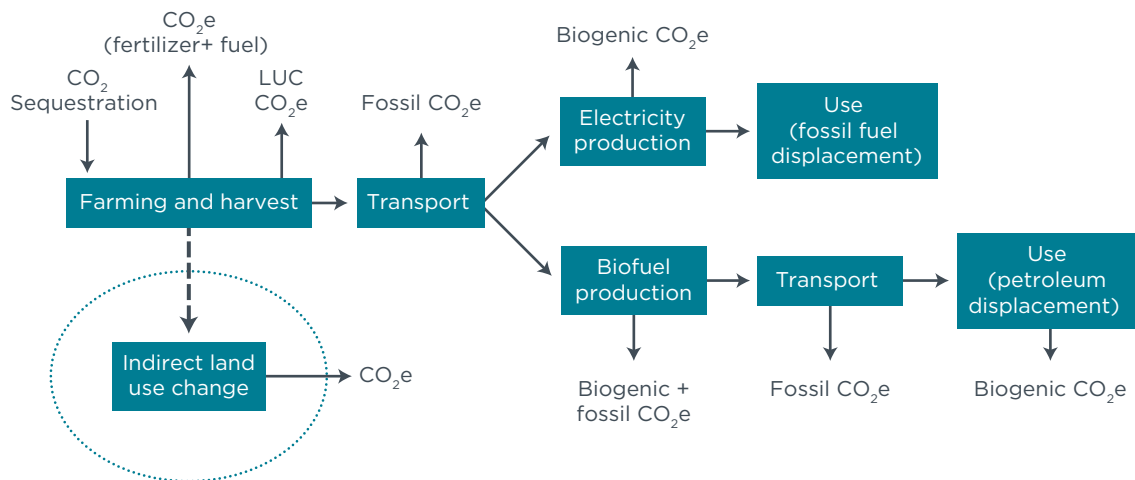 CO₂e
(fertilizer+ fuel)
CO₂
Sequestration
LUC
CO₂e
Fossil CO₂e
Biogenic CO₂e
Farming and harvest
Transport
Electricity
production
Use
(fossil fuel
displacement)
Biofuel
production
Transport
Use
(petroleum
displacement)
Indirect land
use change
CO₂e
Biogenic +
fossil CO₂e
Fossil CO₂e
Biogenic CO₂e